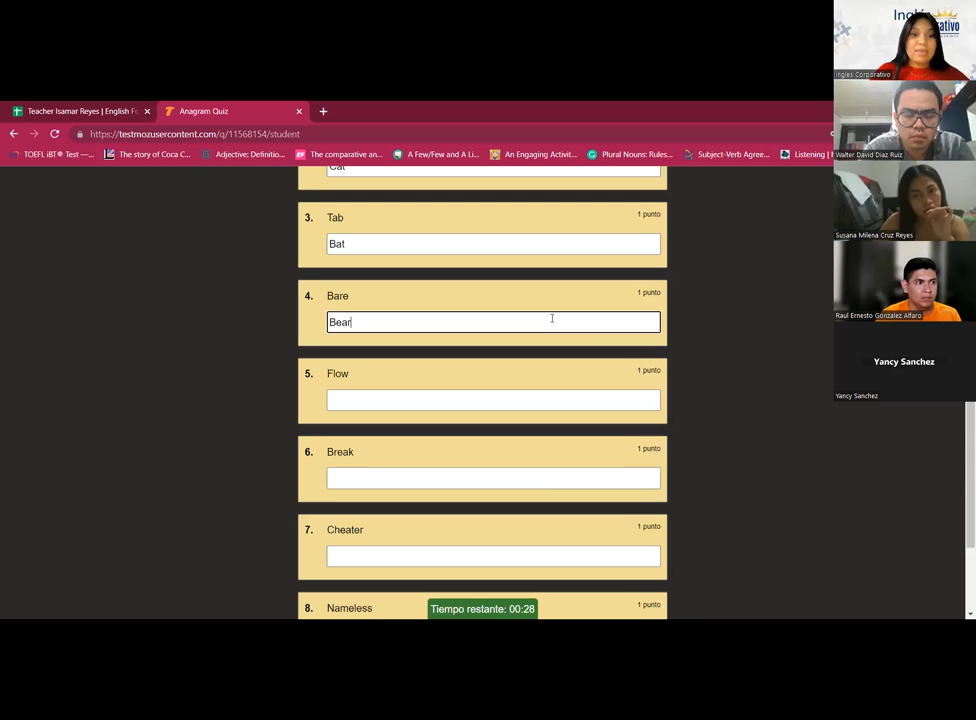 Teacher Isamar Reyes | English Fo
Anagram Quiz
https://testmozusercontent.com/q/11568154/student
TOEFL iBT® Test —...
The story of Coca C...
Adjective: Definitio...
The comparative an...
A Few/Few and A Li...
An Engaging Activit...
Plural Nouns: Rules...
Subject-Verb Agre...
Listening |
Cat
3. Tab 1 punto
Bat
4. Bare 1 punto
Bear
5. Flow 1 punto
6. Break 1 punto
7. Cheater 1 punto
8. Nameless 1 punto
Tiempo restante: 00:28
Ingles Corporativo
Walter David Diaz Ruiz
Susana Milena Cruz Reyes
Raul Ernesto Gonzalez Alfaro
Yancy Sanchez
Yancy Sanchez